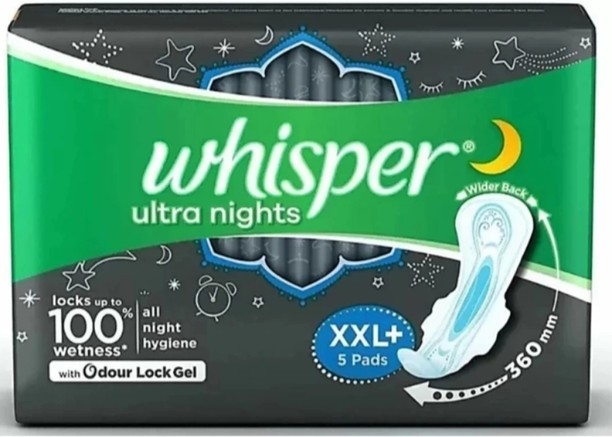 whisper®
ultra nights
Wider Back
locks up to
100%
wetness*
all
night
hygiene
with Odour Lock Gel
XXL+
5 Pads
360 mm